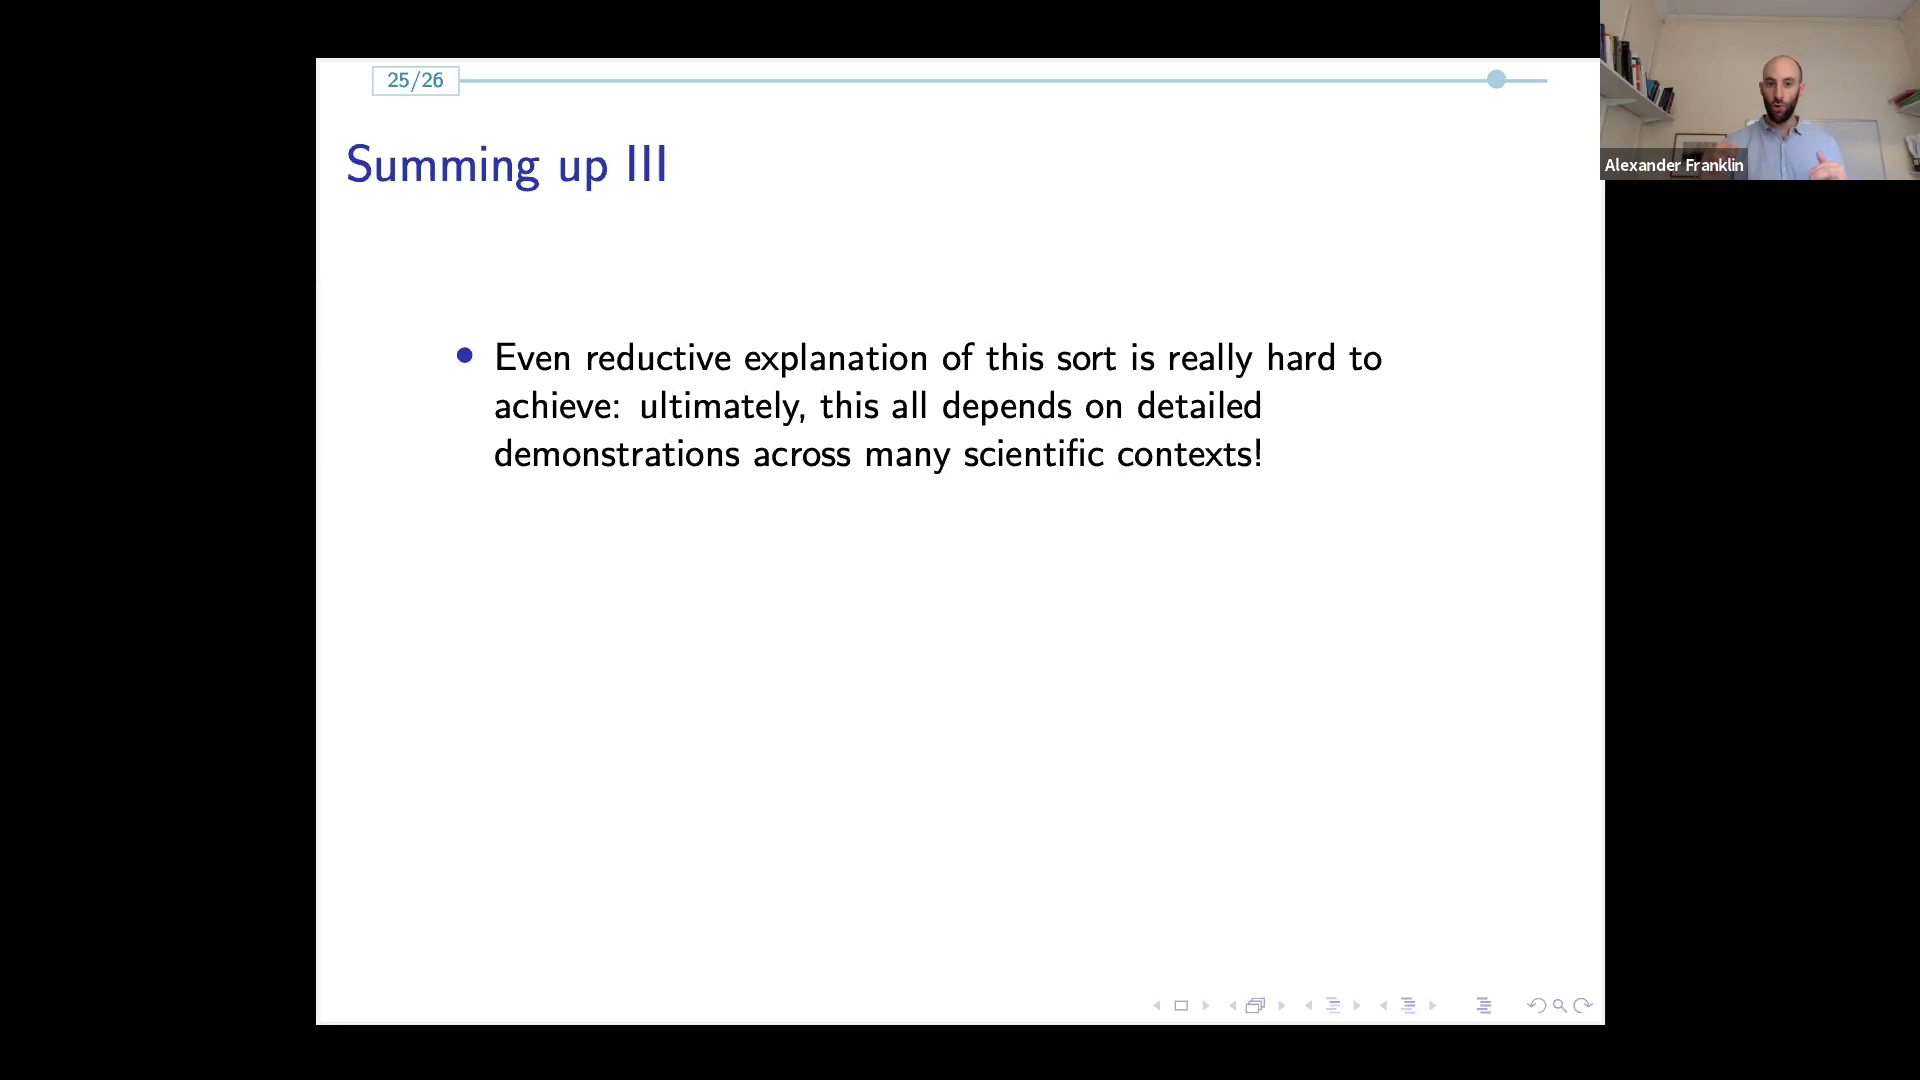 25/26
Summing up III
Alexander Franklin
• Even reductive explanation of this sort is really hard to
achieve: ultimately, this all depends on detailed
demonstrations across many scientific contexts!